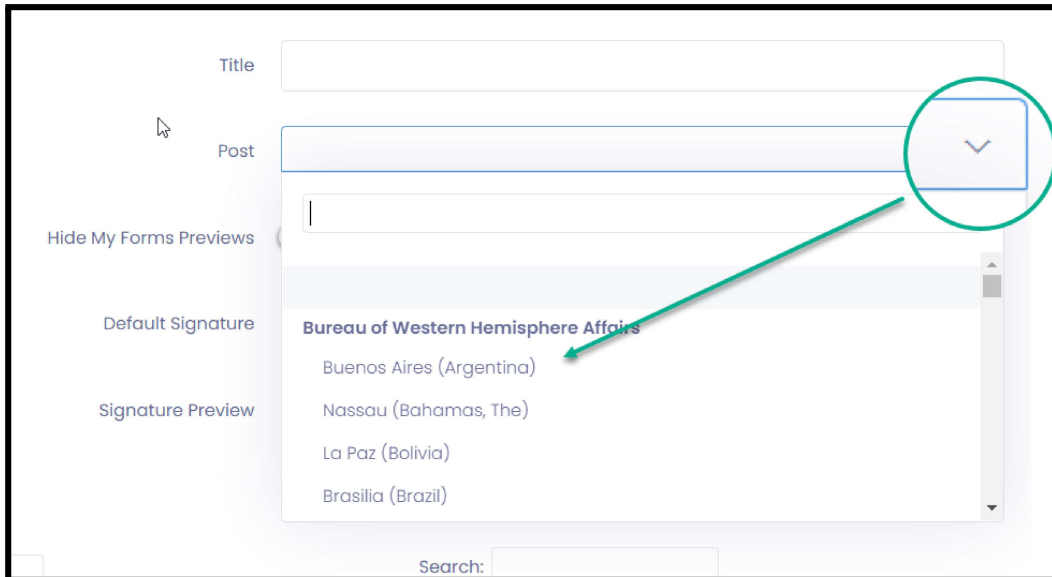 Title
Post
Hide My Forms Previews
Default Signature
Bureau of Western Hemisphere Affairs
Buenos Aires (Argentina)
Signature Preview
Nassau (Bahamas, The)
La Paz (Bolivia)
Brasilia (Brazil)
Search: